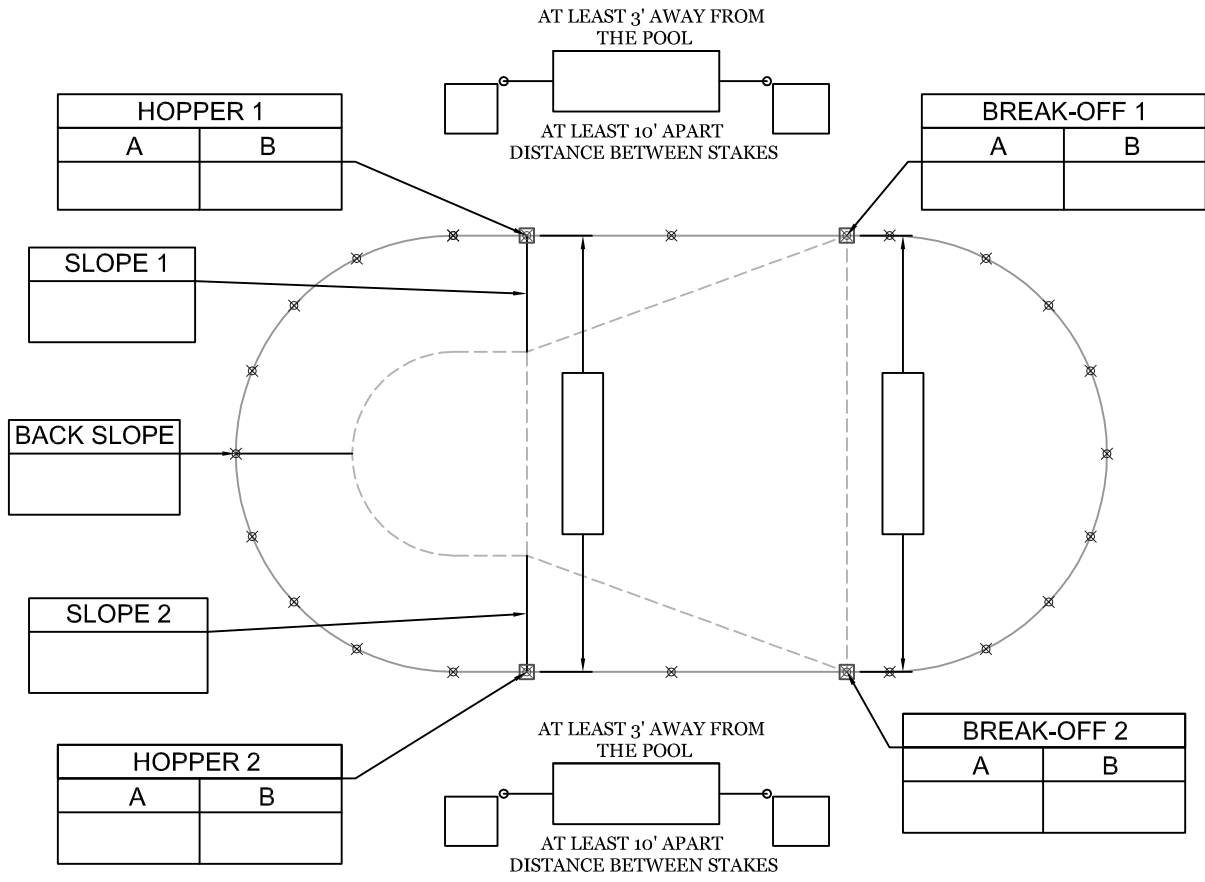 AT LEAST 3' AWAY FROM
THE POOL
HOPPER 1
A B
BREAK-OFF 1
A B
AT LEAST 10' APART
DISTANCE BETWEEN STAKES
SLOPE 1
BACK SLOPE
SLOPE 2
HOPPER 2
A B
AT LEAST 3' AWAY FROM
THE POOL
BREAK-OFF 2
A B
AT LEAST 10' APART
DISTANCE BETWEEN STAKES